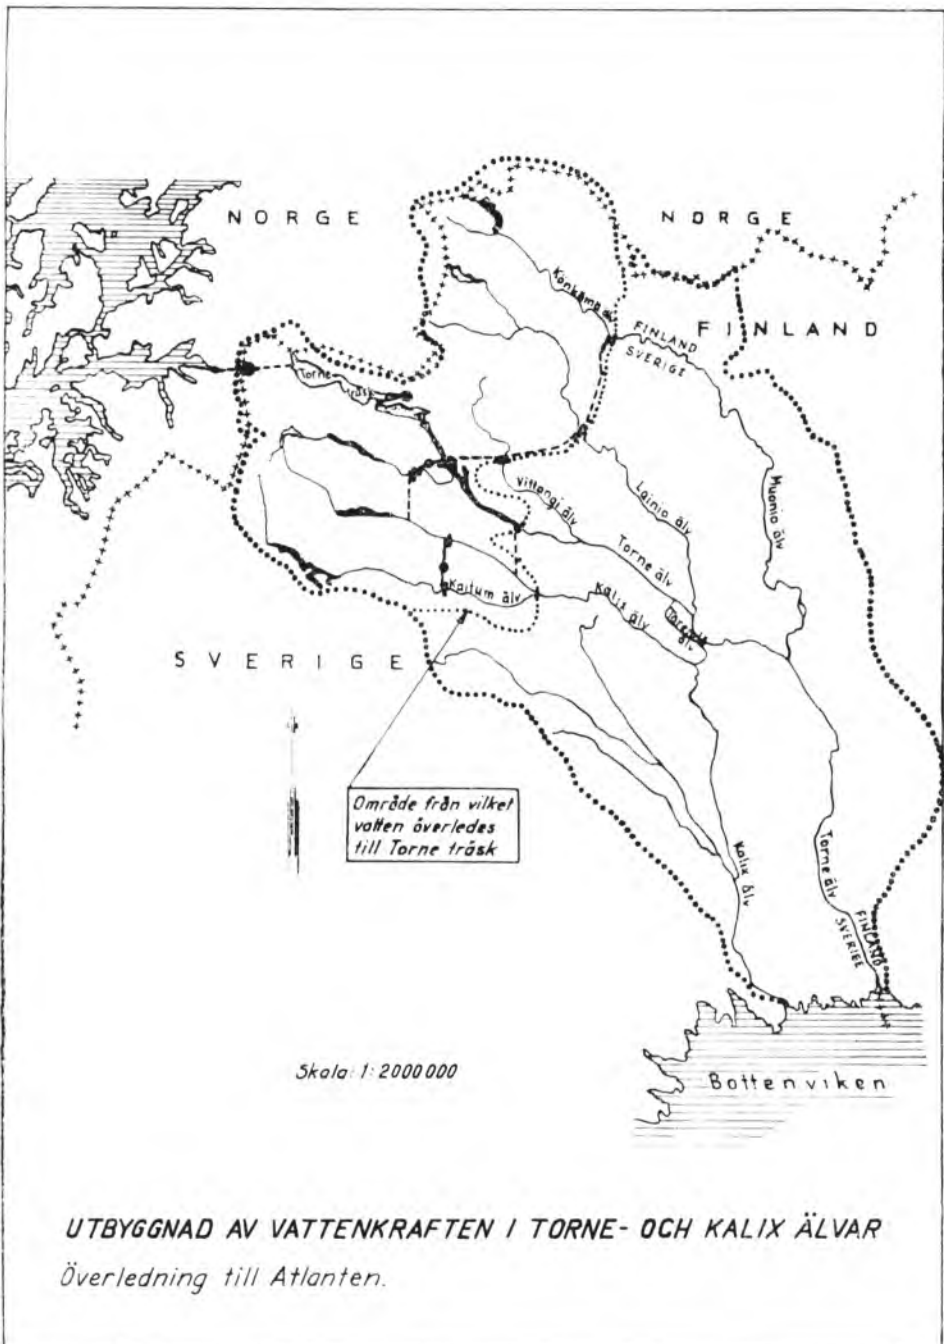 NORGE
NORGE
Könkämä älv
FINLAND
SVERIGE
FINLAND
Torne träsk
Vittangi älv
Lainio älv
Muonio älv
Torne älv
Kaitum älv
Kalix älv
Tärendö älv
SVERIGE
Område från vilket
vatten överledes
till Torne träsk
Kalix älv
Torne älv
FINLAND
SVERIGE
Skala: 1:2000000
Bottenviken
UTBYGGNAD AV VATTENKRAFTEN I TORNE- OCH KALIX ÄLVAR
Överledning till Atlanten.